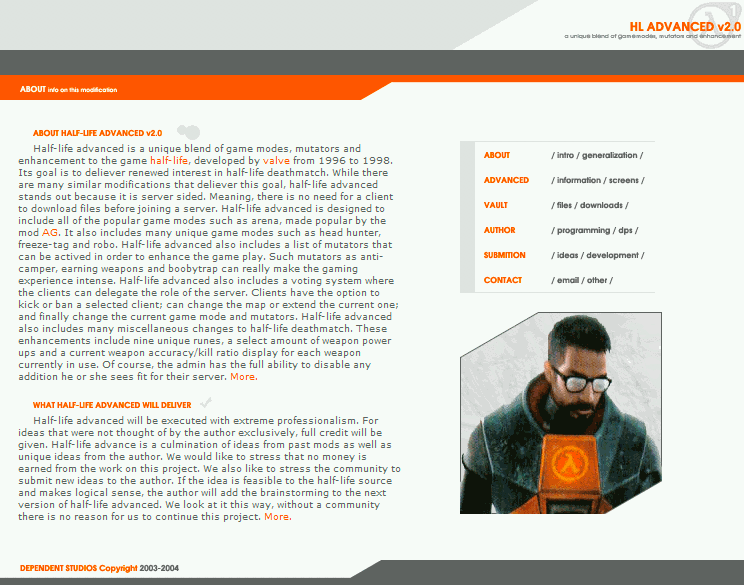 1
HL ADVANCED v2.0
a unique blend of gamemodes, mutators and enhancement
ABOUT info on this modification
ABOUT HALF-LIFE ADVANCED v2.0
Half-life advanced is a unique blend of game modes, mutators and
enhancement to the game half-life, developed by valve from 1996 to 1998.
Its goal is to deliever renewed interest in half-life deathmatch. While there
are many similar modifications that deliever this goal, half-life advanced
stands out because it is server sided. Meaning, there is no need for a client
to download files before joining a server. Half-life advanced is designed to
include all of the popular game modes such as arena, made popular by the
mod AG. It also includes many unique game modes such as head hunter,
freeze-tag and robo. Half-life advanced also includes a list of mutators that
can be actived in order to enhance the game play. Such mutators as anti-
camper, earning weapons and boobytrap can really make the gaming
experience intense. Half-life advanced also includes a voting system where
the clients can delegate the role of the server. Clients have the option to
kick or ban a selected client; can change the map or extend the current one;
and finally change the current game mode and mutators. Half-life advanced
also includes many miscellaneous changes to half-life deathmatch. These
enhancements include nine unique runes, a select amount of weapon power
ups and a current weapon accuracy/kill ratio display for each weapon
currently in use. Of course, the admin has the full ability to disable any
addition he or she sees fit for their server. More.
WHAT HALF-LIFE ADVANCED WILL DELIVER
Half-life advanced will be executed with extreme professionalism. For
ideas that were not thought of by the author exclusively, full credit will be
given. Half-life advance is a culmination of ideas from past mods as well as
unique ideas from the author. We would like to stress that no money is
earned from the work on this project. We also like to stress the community to
submit new ideas to the author. If the idea is feasible to the half-life source
and makes logical sense, the author will add the brainstorming to the next
version of half-life advanced. We look at it this way, without a community
there is no reason for us to continue this project. More.
ABOUT / intro / generalization /
ADVANCED / information / screens /
VAULT / files / downloads /
AUTHOR / programming / dps /
SUBMITION / ideas / development /
CONTACT / email / other /
DEPENDENT STUDIOS Copyright 2003-2004